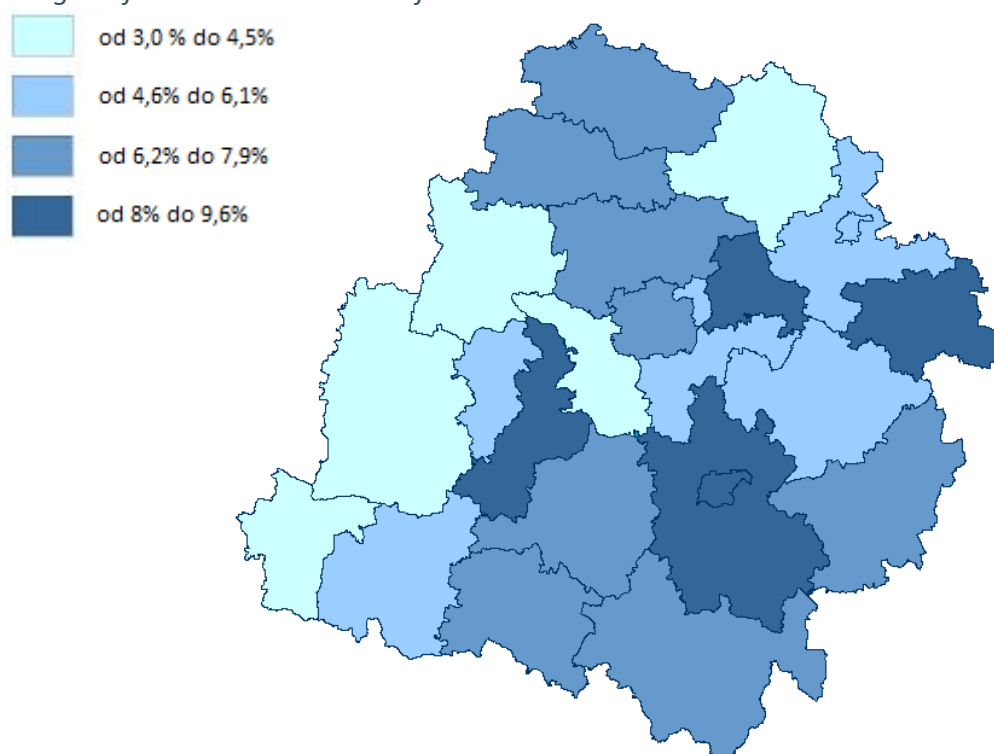 od 3,0 % do 4,5%
od 4,6% do 6,1%
od 6,2% do 7,9%
od 8% do 9,6%